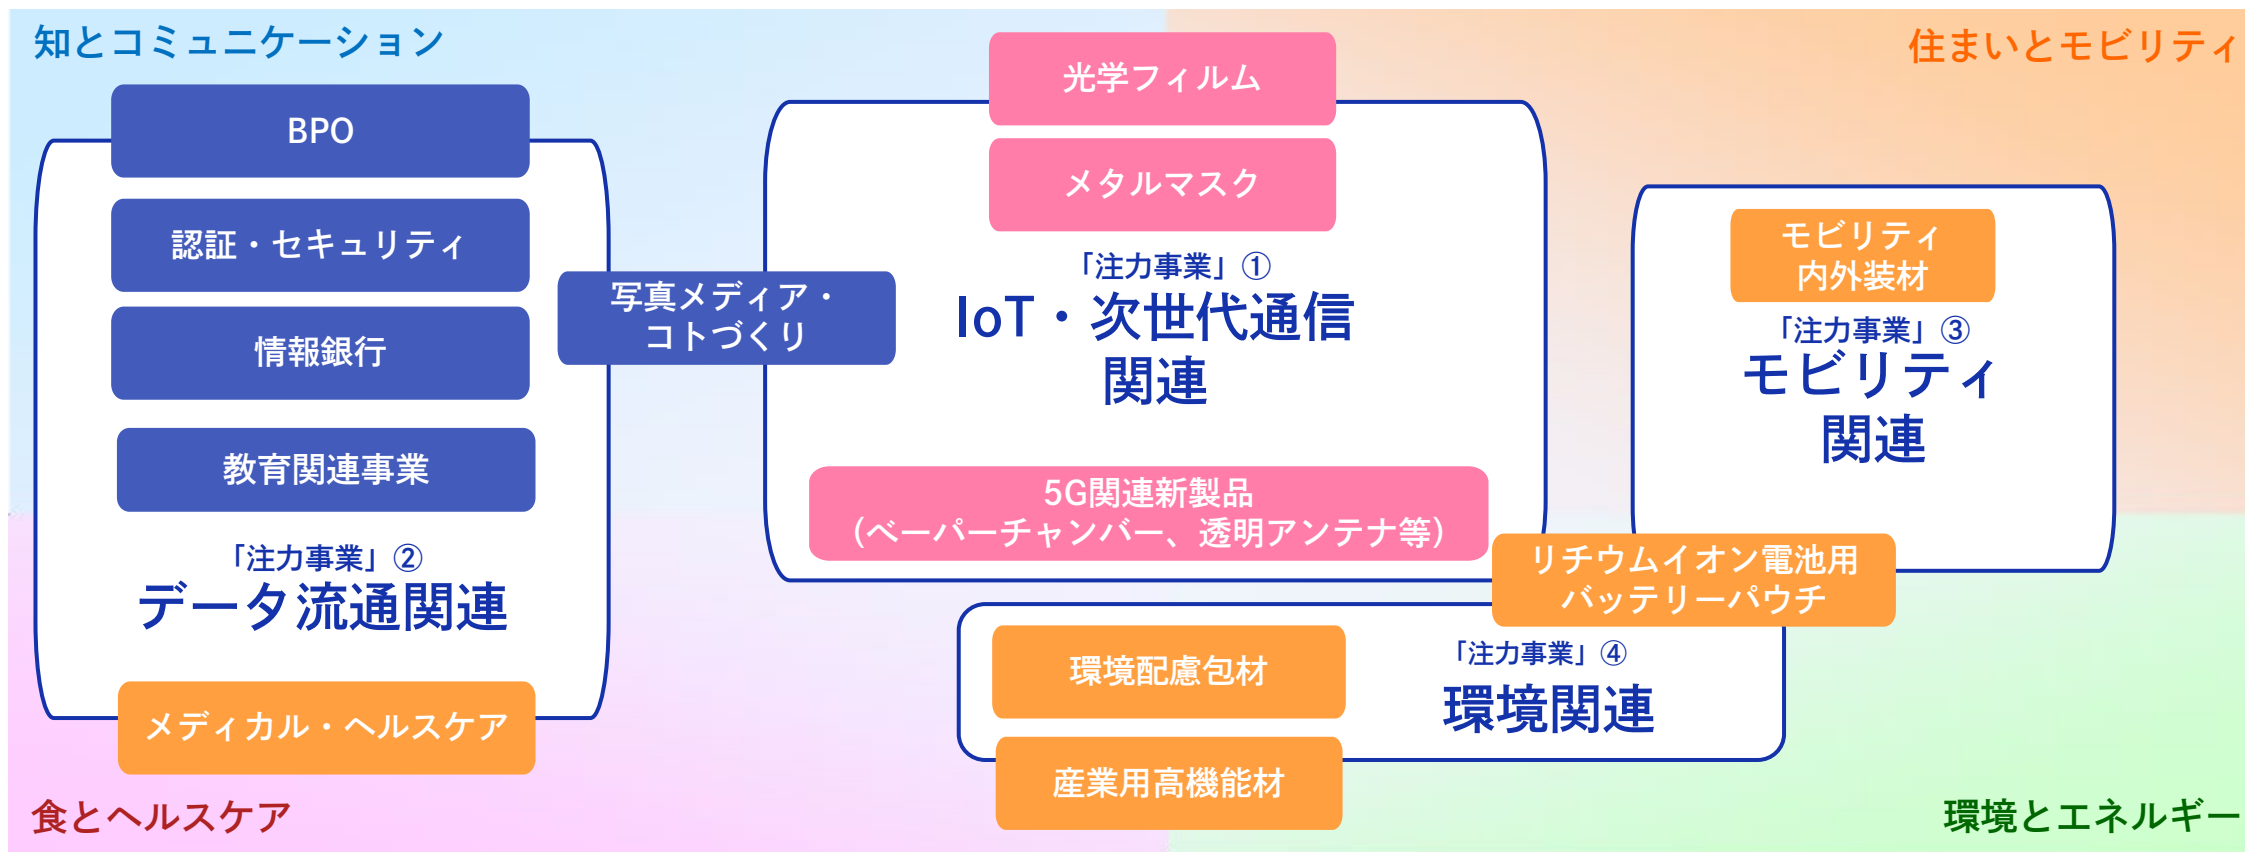 知とコミュニケーション
住まいとモビリティ
BPO
認証・セキュリティ
情報銀行
教育関連事業
「注力事業」②
データ流通関連
メディカル・ヘルスケア
写真メディア・
コトづくり
光学フィルム
メタルマスク
「注力事業」①
IoT・次世代通信
関連
5G関連新製品
(ベーパーチャンバー、透明アンテナ等)
モビリティ
内外装材
「注力事業」③
モビリティ
関連
リチウムイオン電池用
バッテリーパウチ
環境配慮包材
「注力事業」④
環境関連
産業用高機能材
食とヘルスケア
環境とエネルギー